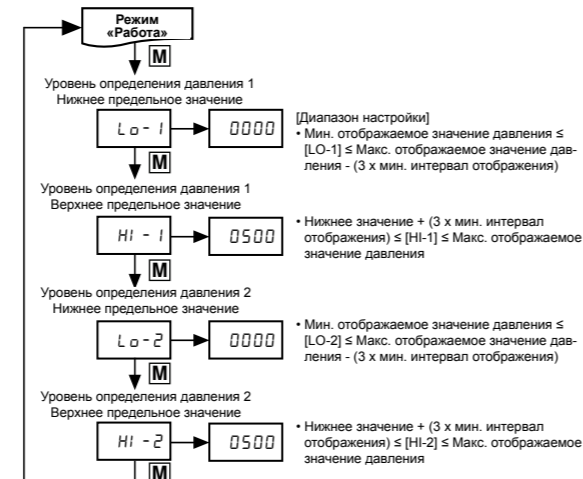 Режим
«Работа»
M
Уровень определения давления 1
Нижнее предельное значение
Lo-1
0000
[Диапазон настройки]
• Мин. отображаемое значение давления ≤
[LO-1] ≤ Макс. отображаемое значение дав-
ления - (3 x мин. интервал отображения)
M
Уровень определения давления 1
Верхнее предельное значение
HI - 1
0500
• Нижнее значение + (3 x мин. интервал
отображения) ≤ [HI-1] ≤ Макс. отображаемое
значение давления
M
Уровень определения давления 2
Нижнее предельное значение
Lo-2
0000
• Мин. отображаемое значение давления ≤
[LO-2] ≤ Макс. отображаемое значение дав-
ления - (3 x мин. интервал отображения)
M
Уровень определения давления 2
Верхнее предельное значение
HI -2
0500
• Нижнее значение + (3 x мин. интервал
отображения) ≤ [HI-2] ≤ Макс. отображаемое
значение давления
M